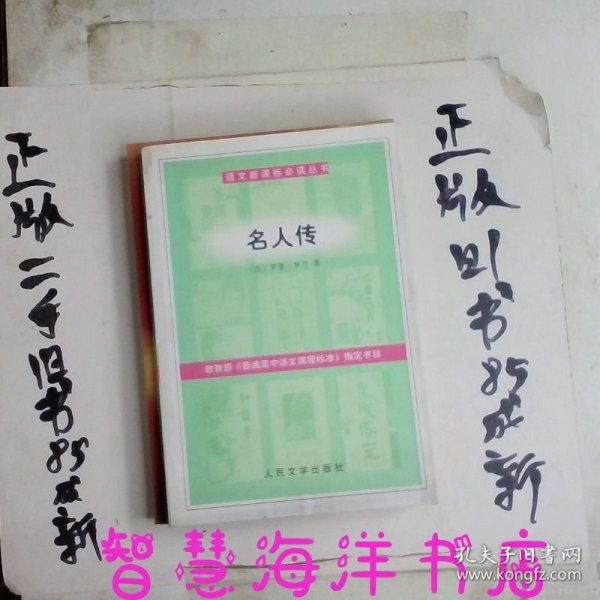 正版二手旧书85成新
语文新课标必读丛书
名人传
〔法〕罗曼·罗兰 著
教育部《普通高中语文课程标准》指定书目
人民文学出版社
正版旧书85成新
智慧海洋书店
孔夫子旧书网
www.kongfz.com